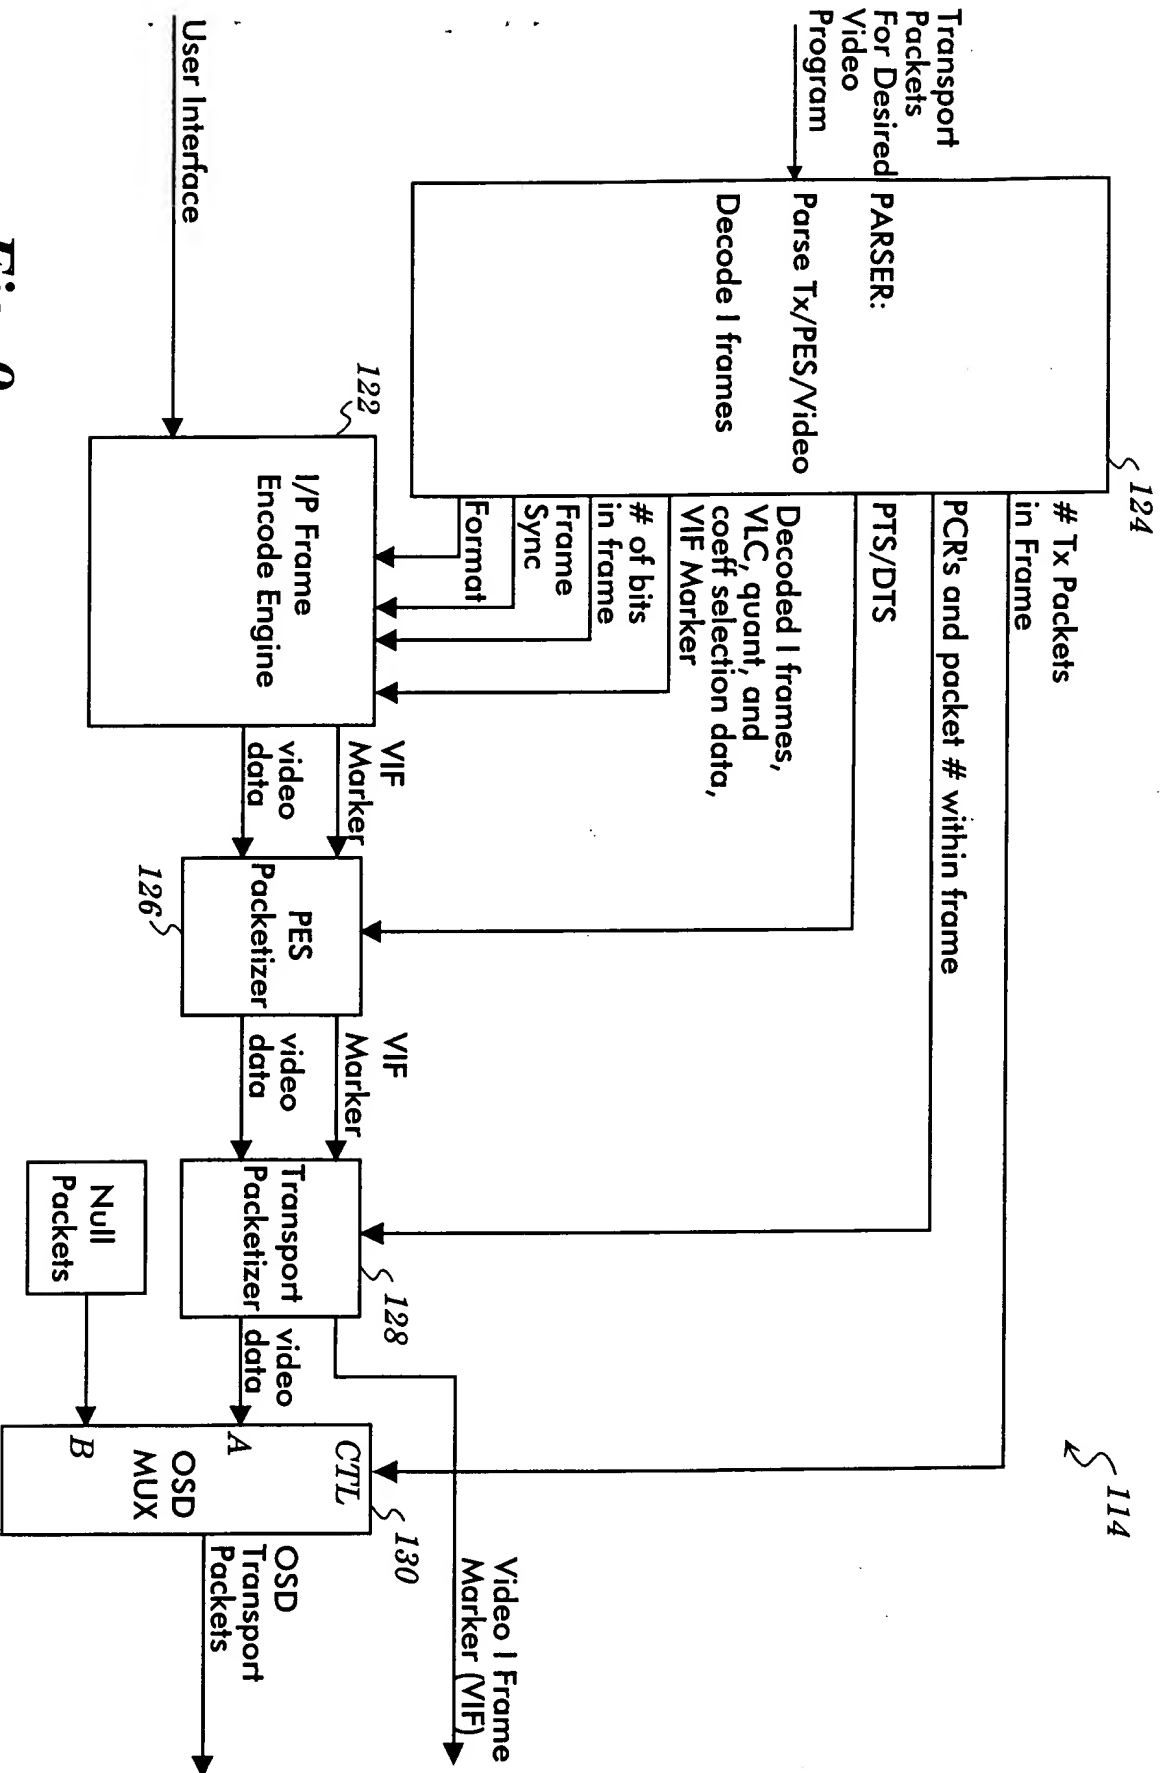 114
Transport
Packets
For Desired
Video
Program
124
PARSER:
Parse Tx/PES/Video
Decode I frames
# Tx Packets
in Frame
PCR's and packet # within frame
PTS/DTS
Decoded I frames,
VLC, quant, and
coeff selection data,
VIF Marker
# of bits
in frame
Frame
Sync
Format
User Interface
122
I/P Frame
Encode Engine
VIF
Marker
video
data
PES
Packetizer
126
VIF
Marker
video
data
Transport
Packetizer
128
video
data
Null
Packets
CTL
A
B
OSD
MUX
130
Video I Frame
Marker (VIF)
OSD
Transport
Packets